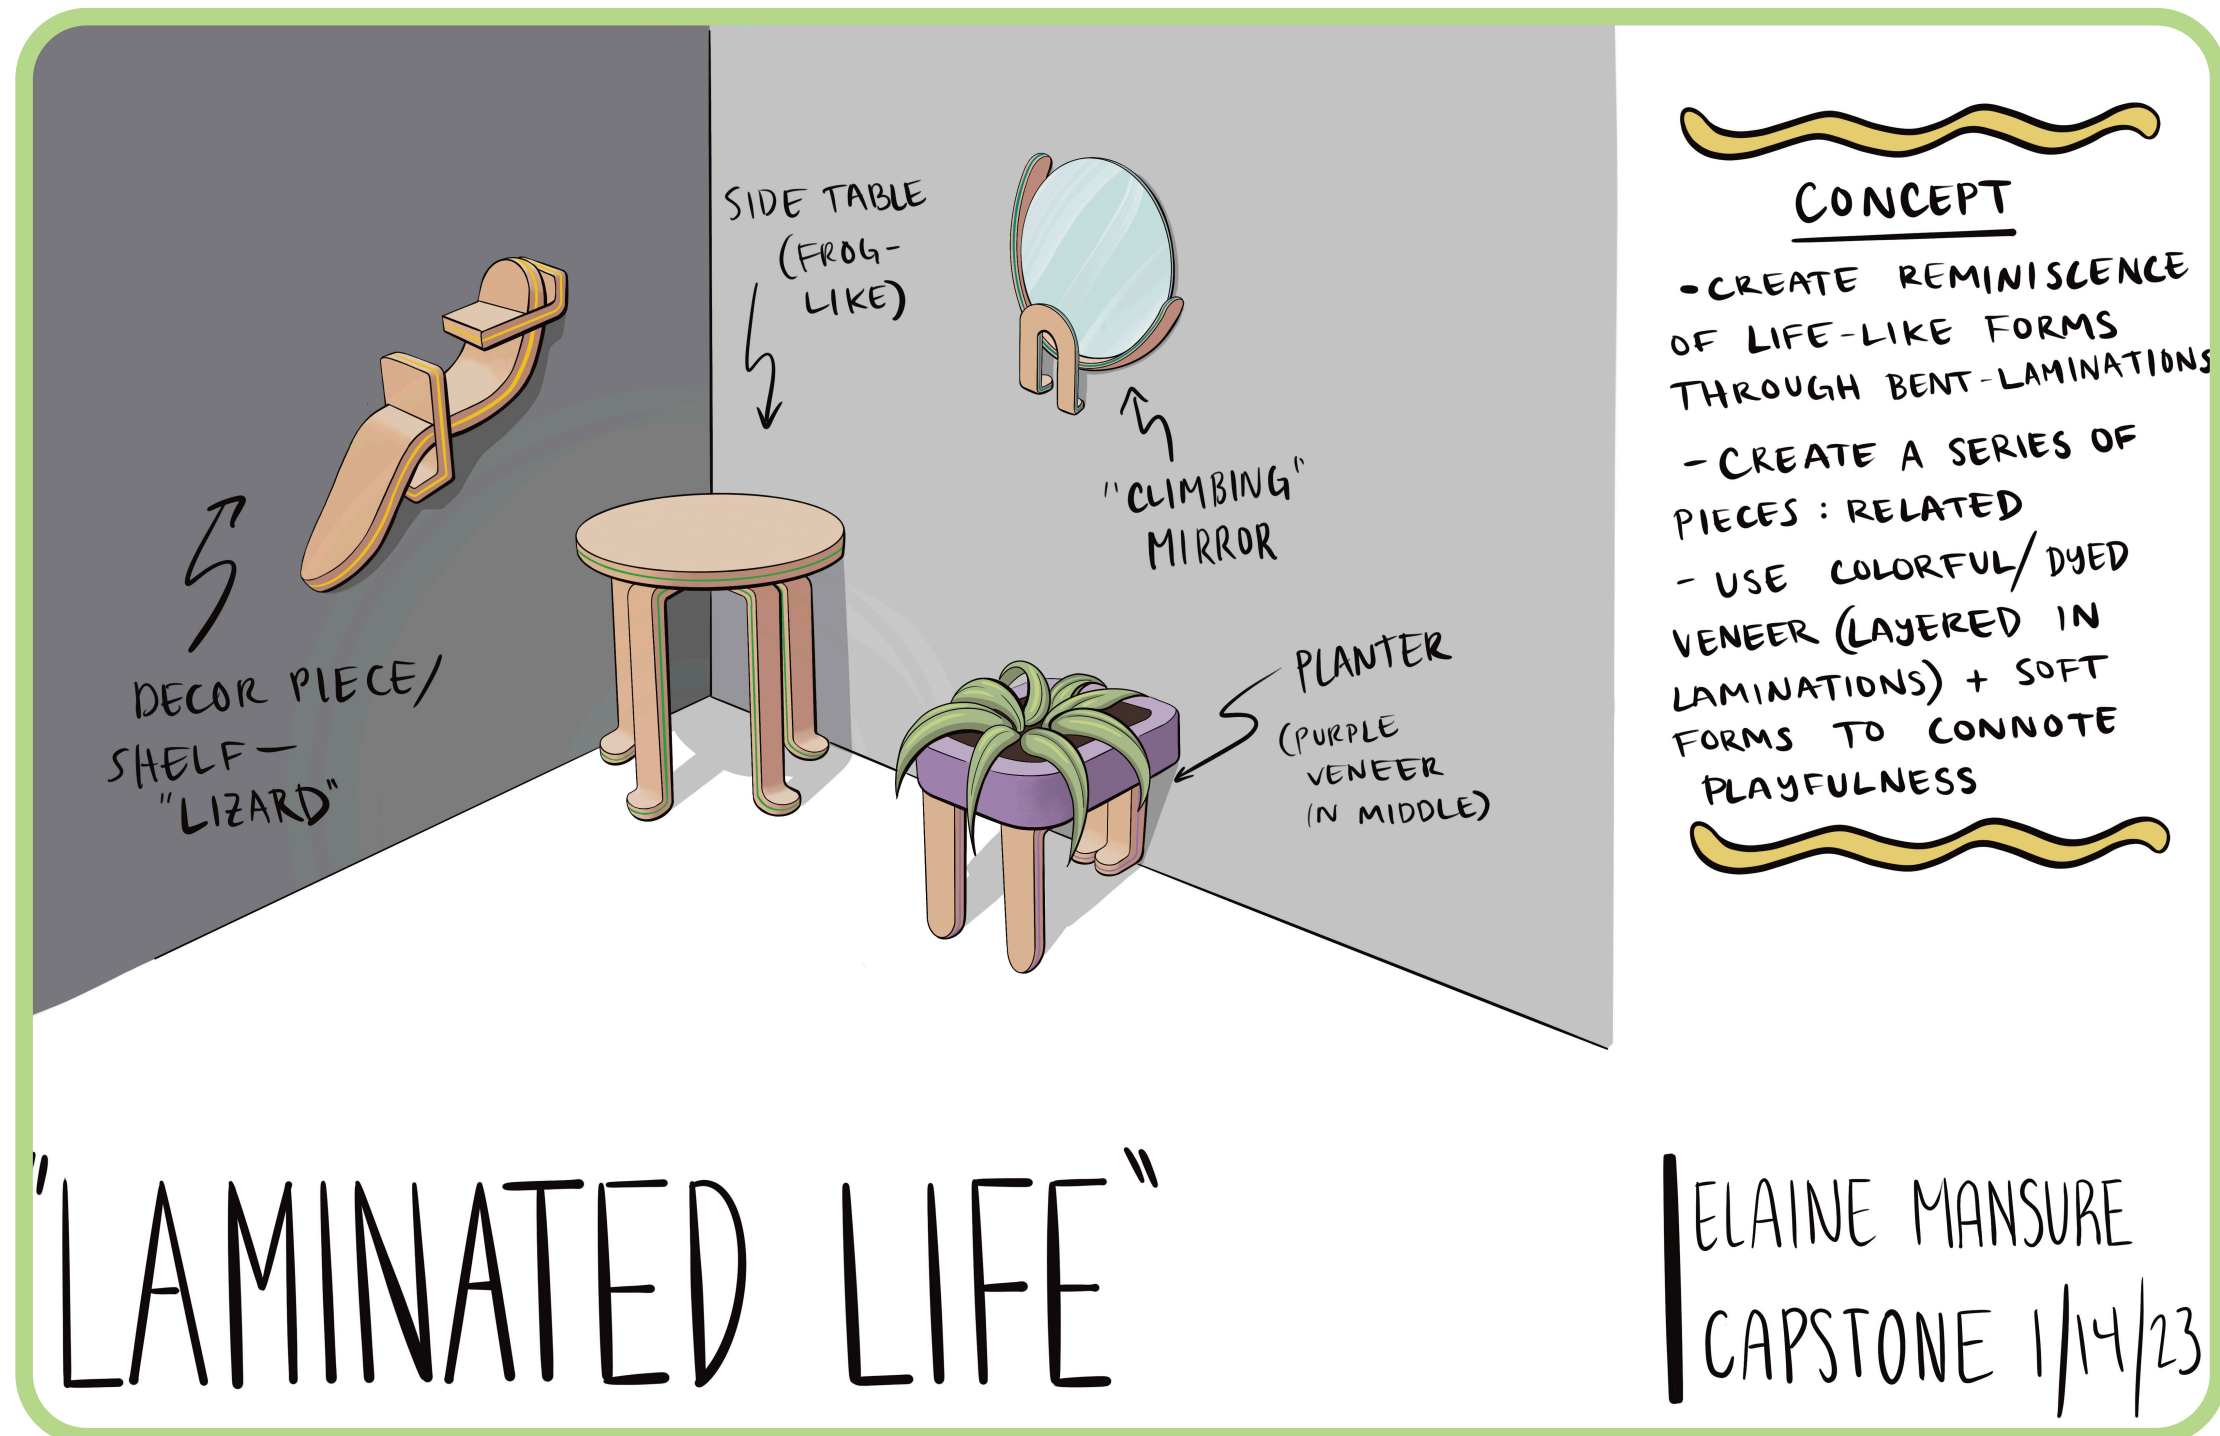 SIDE TABLE
(FROG-
LIKE)
"CLIMBING"
MIRROR
DECOR PIECE/
SHELF—
"LIZARD"
PLANTER
(PURPLE
VENEER
IN MIDDLE)
CONCEPT
- CREATE REMINISCENCE
OF LIFE-LIKE FORMS
THROUGH BENT-LAMINATIONS
- CREATE A SERIES OF
PIECES: RELATED
- USE COLORFUL/DYED
VENEER (LAYERED IN
LAMINATIONS) + SOFT
FORMS TO CONNOTE
PLAYFULNESS
"LAMINATED LIFE"
ELAINE MANSURE
CAPSTONE 1/14/23